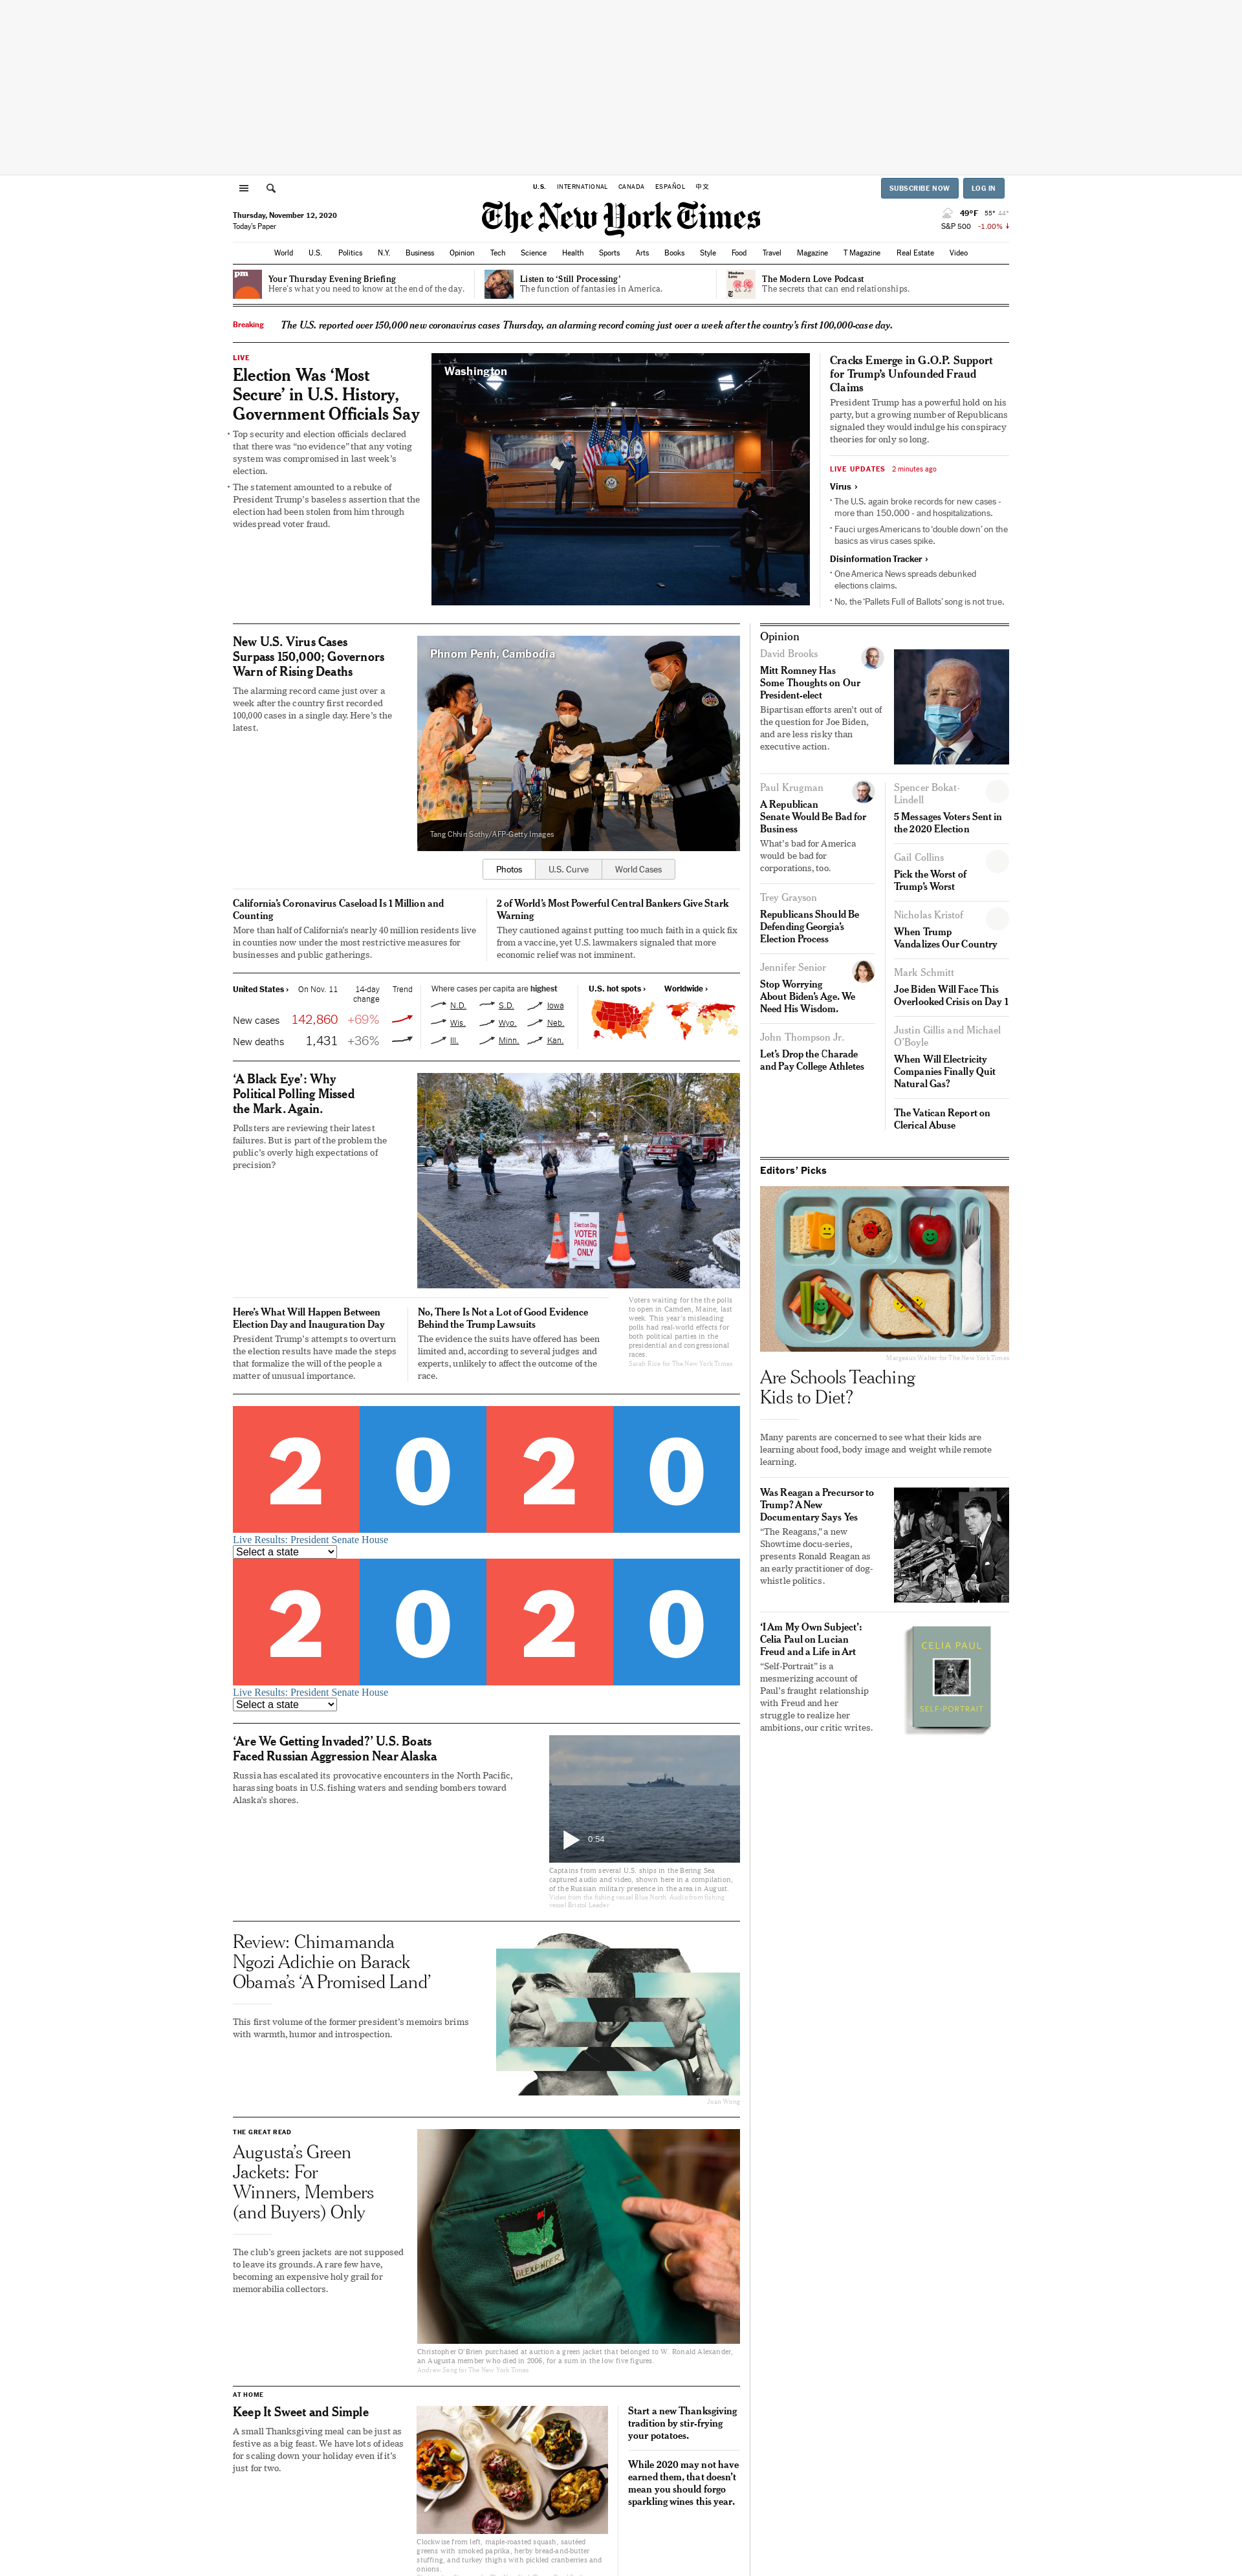 U.S. INTERNATIONAL CANADA ESPAÑOL 中文
SUBSCRIBE NOW LOG IN
Thursday, November 12, 2020
Today's Paper
The New York Times
49°F 55° 44°
S&P 500 -1.00%
World U.S. Politics N.Y. Business Opinion Tech Science Health Sports Arts Books Style Food Travel Magazine T Magazine Real Estate Video
pm
Your Thursday Evening Briefing
Here's what you need to know at the end of the day.
Listen to 'Still Processing'
The function of fantasies in America.
Modern Love
The Modern Love Podcast
The secrets that can end relationships.
Breaking
The U.S. reported over 150,000 new coronavirus cases Thursday, an alarming record coming just over a week after the country's first 100,000-case day.
LIVE
Election Was 'Most
Secure' in U.S. History,
Government Officials Say
• Top security and election officials declared
that there was "no evidence" that any voting
system was compromised in last week's
election.
• The statement amounted to a rebuke of
President Trump's baseless assertion that the
election had been stolen from him through
widespread voter fraud.
Washington
Cracks Emerge in G.O.P. Support
for Trump's Unfounded Fraud
Claims
President Trump has a powerful hold on his
party, but a growing number of Republicans
signaled they would indulge his conspiracy
theories for only so long.
LIVE UPDATES 2 minutes ago
Virus ›
• The U.S. again broke records for new cases -
more than 150,000 - and hospitalizations.
• Fauci urges Americans to 'double down' on the
basics as virus cases spike.
Disinformation Tracker ›
• One America News spreads debunked
elections claims.
• No, the 'Pallets Full of Ballots' song is not true.
New U.S. Virus Cases
Surpass 150,000; Governors
Warn of Rising Deaths
The alarming record came just over a
week after the country first recorded
100,000 cases in a single day. Here's the
latest.
Phnom Penh, Cambodia
Tang Chhin Sothy/AFP-Getty Images
Photos U.S. Curve World Cases
California's Coronavirus Caseload Is 1 Million and
Counting
More than half of California's nearly 40 million residents live
in counties now under the most restrictive measures for
businesses and public gatherings.
2 of World's Most Powerful Central Bankers Give Stark
Warning
They cautioned against putting too much faith in a quick fix
from a vaccine, yet U.S. lawmakers signaled that more
economic relief was not imminent.
United States › On Nov. 11 14-day
change Trend
New cases 142,860 +69%
New deaths 1,431 +36%
Where cases per capita are highest
N.D. S.D. Iowa
Wis. Wyo. Neb.
Ill. Minn. Kan.
U.S. hot spots › Worldwide ›
'A Black Eye': Why
Political Polling Missed
the Mark. Again.
Pollsters are reviewing their latest
failures. But is part of the problem the
public's overly high expectations of
precision?
Election Day
VOTER
PARKING
ONLY
Voters waiting for the the polls
to open in Camden, Maine, last
week. This year's misleading
polls had real-world effects for
both political parties in the
presidential and congressional
races.
Sarah Rice for The New York Times
Here's What Will Happen Between
Election Day and Inauguration Day
President Trump's attempts to overturn
the election results have made the steps
that formalize the will of the people a
matter of unusual importance.
No, There Is Not a Lot of Good Evidence
Behind the Trump Lawsuits
The evidence the suits have offered has been
limited and, according to several judges and
experts, unlikely to affect the outcome of the
race.
2020
Live Results: President Senate House
Select a state
2020
Live Results: President Senate House
Select a state
'Are We Getting Invaded?' U.S. Boats
Faced Russian Aggression Near Alaska
Russia has escalated its provocative encounters in the North Pacific,
harassing boats in U.S. fishing waters and sending bombers toward
Alaska's shores.
0:54
Captains from several U.S. ships in the Bering Sea
captured audio and video, shown here in a compilation,
of the Russian military presence in the area in August.
Video from the fishing vessel Blue North. Audio from fishing
vessel Bristol Leader
Review: Chimamanda
Ngozi Adichie on Barack
Obama's 'A Promised Land'
This first volume of the former president's memoirs brims
with warmth, humor and introspection.
Joan Wong
THE GREAT READ
Augusta's Green
Jackets: For
Winners, Members
(and Buyers) Only
The club's green jackets are not supposed
to leave its grounds. A rare few have,
becoming an expensive holy grail for
memorabilia collectors.
ALEXANDER
Christopher O'Brien purchased at auction a green jacket that belonged to W. Ronald Alexander,
an Augusta member who died in 2006, for a sum in the low five figures.
Andrew Seng for The New York Times
AT HOME
Keep It Sweet and Simple
A small Thanksgiving meal can be just as
festive as a big feast. We have lots of ideas
for scaling down your holiday even if it's
just for two.
Clockwise from left, maple-roasted squash, sautéed
greens with smoked paprika, herby bread-and-butter
stuffing, and turkey thighs with pickled cranberries and
onions.
Start a new Thanksgiving
tradition by stir-frying
your potatoes.
While 2020 may not have
earned them, that doesn't
mean you should forgo
sparkling wines this year.
Opinion
David Brooks
Mitt Romney Has
Some Thoughts on Our
President-elect
Bipartisan efforts aren't out of
the question for Joe Biden,
and are less risky than
executive action.
Paul Krugman
A Republican
Senate Would Be Bad for
Business
What's bad for America
would be bad for
corporations, too.
Trey Grayson
Republicans Should Be
Defending Georgia's
Election Process
Jennifer Senior
Stop Worrying
About Biden's Age. We
Need His Wisdom.
John Thompson Jr.
Let's Drop the Charade
and Pay College Athletes
Spencer Bokat-
Lindell
5 Messages Voters Sent in
the 2020 Election
Gail Collins
Pick the Worst of
Trump's Worst
Nicholas Kristof
When Trump
Vandalizes Our Country
Mark Schmitt
Joe Biden Will Face This
Overlooked Crisis on Day 1
Justin Gillis and Michael
O'Boyle
When Will Electricity
Companies Finally Quit
Natural Gas?
The Vatican Report on
Clerical Abuse
Editors' Picks
Margeaux Walter for The New York Times
Are Schools Teaching
Kids to Diet?
Many parents are concerned to see what their kids are
learning about food, body image and weight while remote
learning.
Was Reagan a Precursor to
Trump? A New
Documentary Says Yes
"The Reagans," a new
Showtime docu-series,
presents Ronald Reagan as
an early practitioner of dog-
whistle politics.
'I Am My Own Subject':
Celia Paul on Lucian
Freud and a Life in Art
"Self-Portrait" is a
mesmerizing account of
Paul's fraught relationship
with Freud and her
struggle to realize her
ambitions, our critic writes.
CELIA PAUL
SELF-PORTRAIT